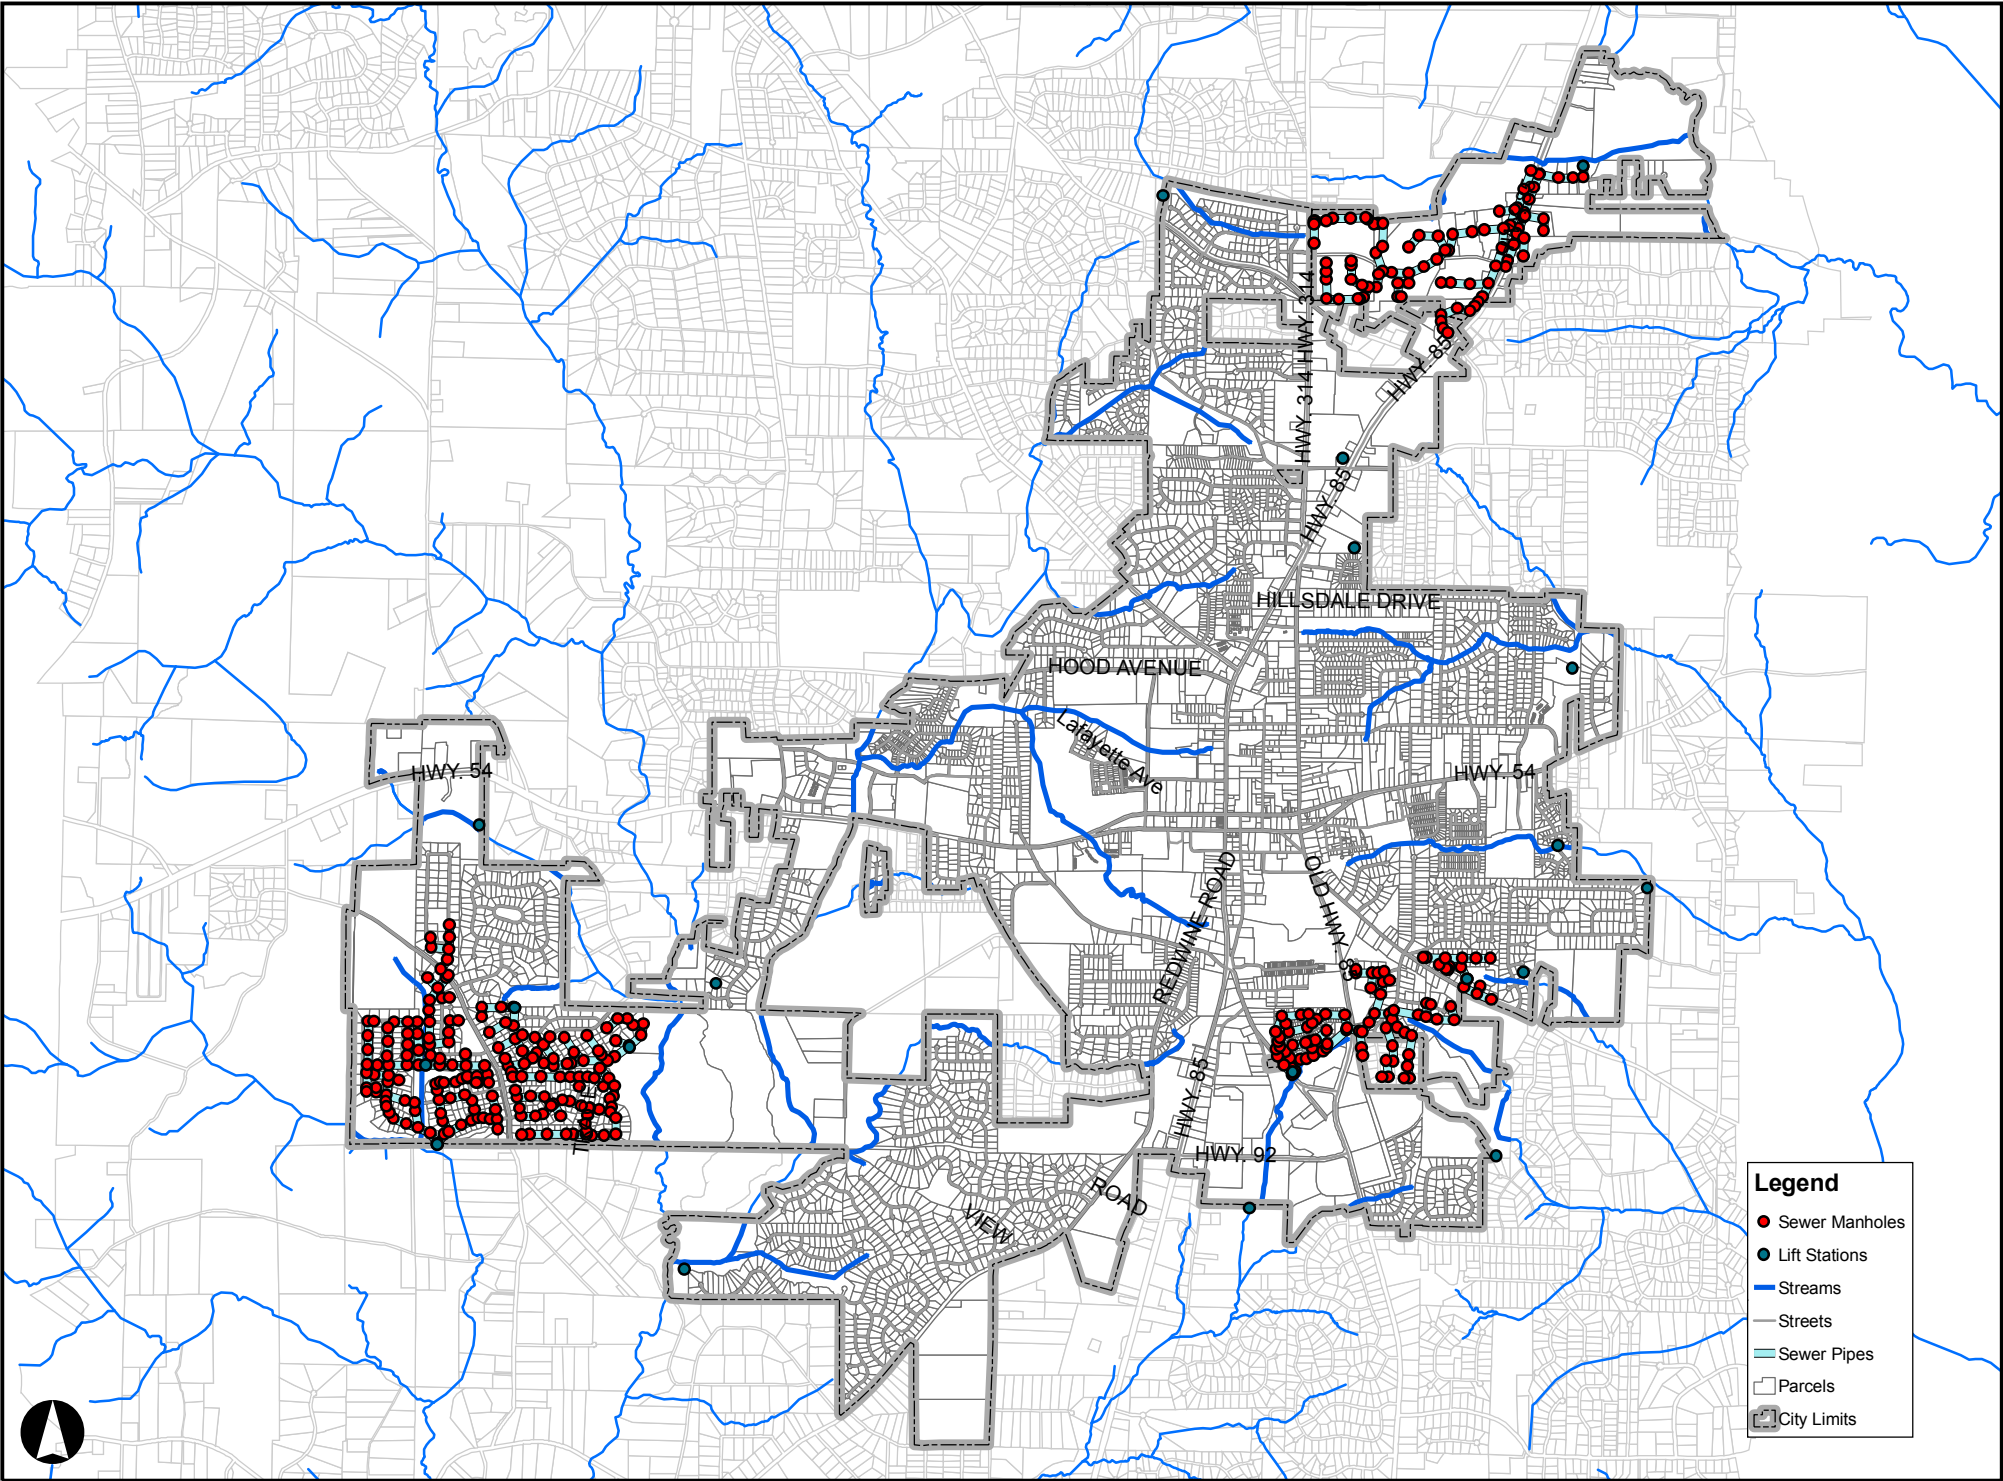 HWY. 314
HWY. 314
HWY. 85
HWY. 85
HILLSDALE DRIVE
HOOD AVENUE
Lafayette Ave
HWY. 54
HWY. 54
REDWINE ROAD
OLD HWY
HWY. 85
HWY. 92
VIEW
ROAD
Legend
Sewer Manholes
Lift Stations
Streams
Streets
Sewer Pipes
Parcels
City Limits